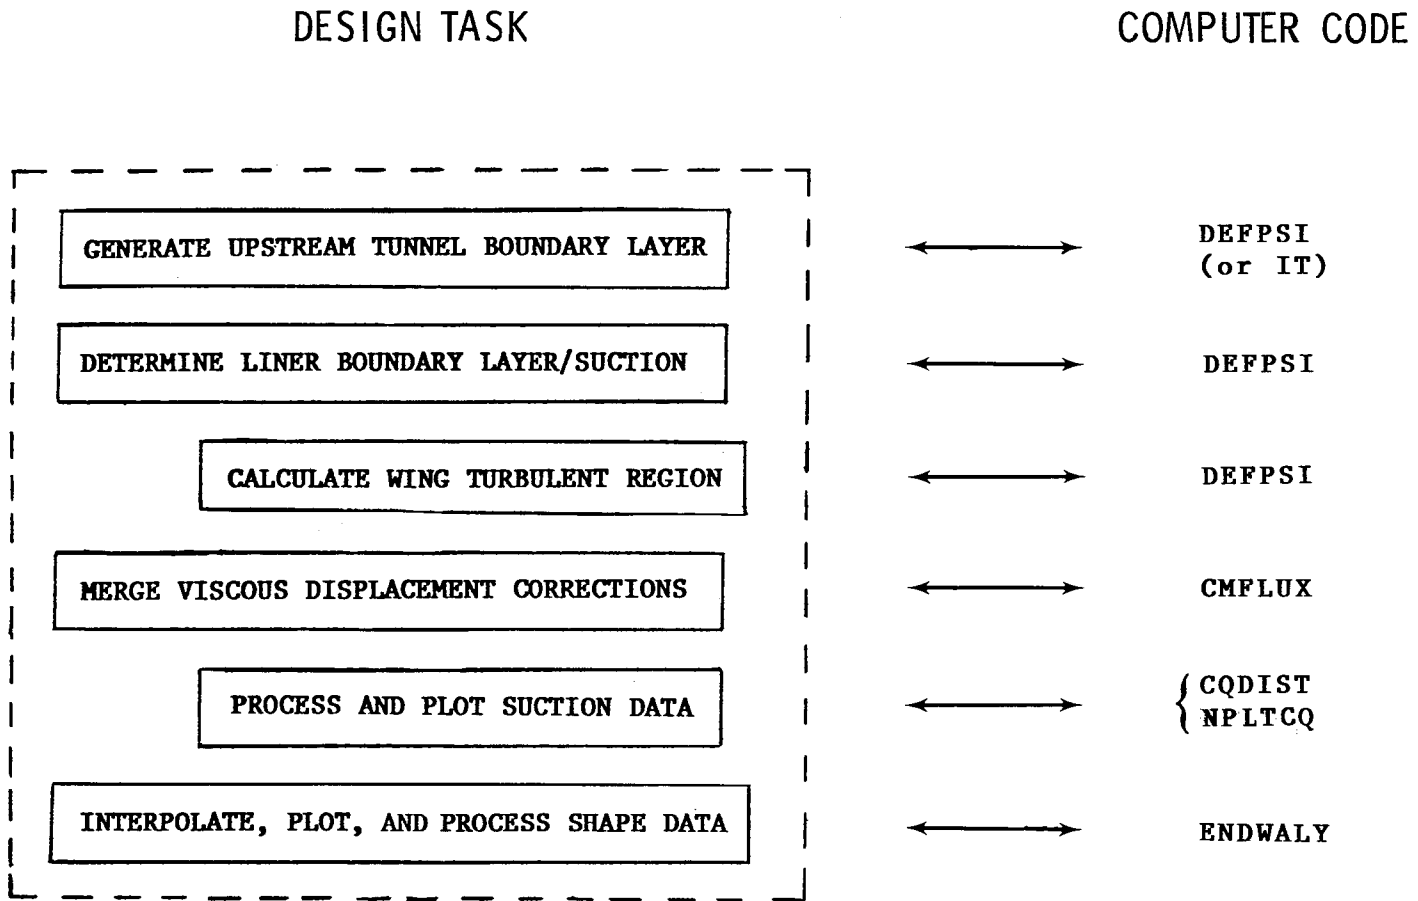 DESIGN TASK
COMPUTER CODE
GENERATE UPSTREAM TUNNEL BOUNDARY LAYER
DEFPSI
(or IT)
DETERMINE LINER BOUNDARY LAYER/SUCTION
DEFPSI
CALCULATE WING TURBULENT REGION
DEFPSI
MERGE VISCOUS DISPLACEMENT CORRECTIONS
CMFLUX
PROCESS AND PLOT SUCTION DATA
CQDIST
NPLTCQ
INTERPOLATE, PLOT, AND PROCESS SHAPE DATA
ENDWALY